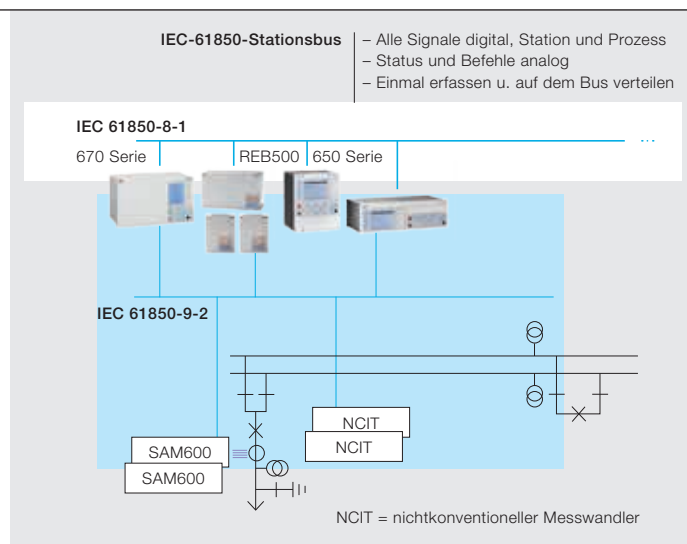 IEC-61850-Stationsbus
– Alle Signale digital, Station und Prozess
– Status und Befehle analog
– Einmal erfassen u. auf dem Bus verteilen
IEC 61850-8-1
...
670 Serie
REB500
650 Serie
IEC 61850-9-2
NCIT
NCIT
SAM600
SAM600
NCIT = nichtkonventioneller Messwandler